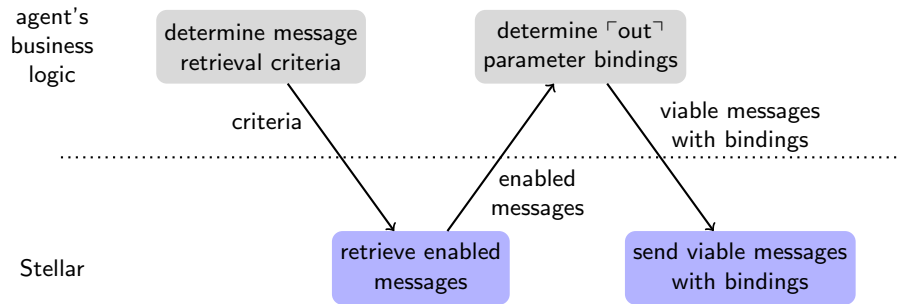 agent's
business
logic
determine message
retrieval criteria
determine ⌜out⌝
parameter bindings
criteria
viable messages
with bindings
enabled
messages
Stellar
retrieve enabled
messages
send viable messages
with bindings